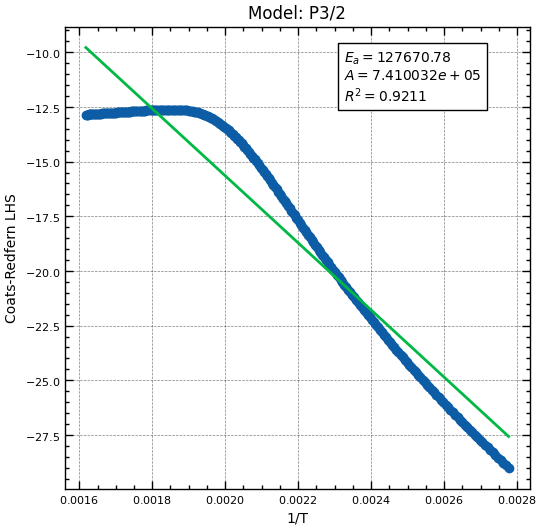 Model: P3/2
−10.0
−12.5
−15.0
−17.5
−20.0
−22.5
−25.0
−27.5
Coats-Redfern LHS
Eₐ = 127670.78
A = 7.410032e + 05
R² = 0.9211
0.0016 0.0018 0.0020 0.0022 0.0024 0.0026 0.0028
1/T